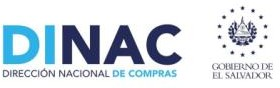 DINAC
DIRECCIÓN NACIONAL DE COMPRAS
GOBIERNO DE
EL SALVADOR